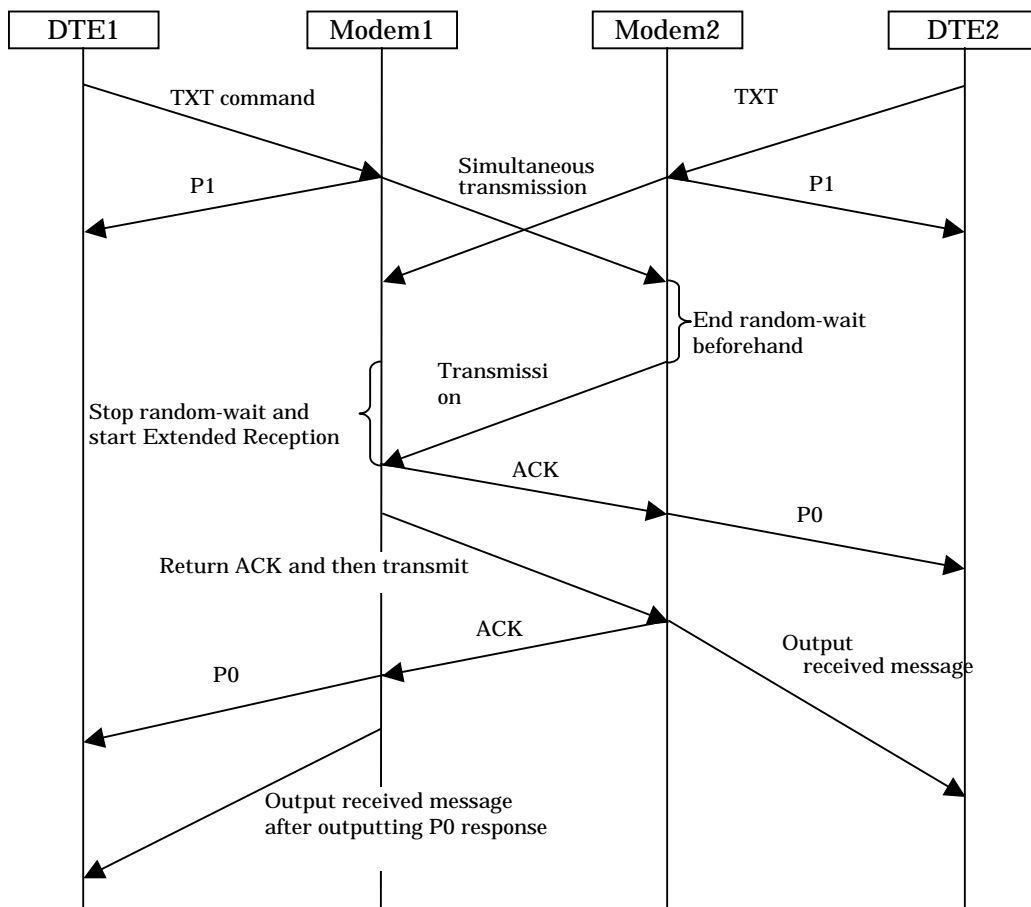 DTE1
Modem1
Modem2
DTE2
TXT command
TXT
Simultaneous
transmission
P1
P1
End random-wait
beforehand
Transmissi
on
Stop random-wait and
start Extended Reception
ACK
P0
Return ACK and then transmit
ACK
Output
received message
P0
Output received message
after outputting P0 response